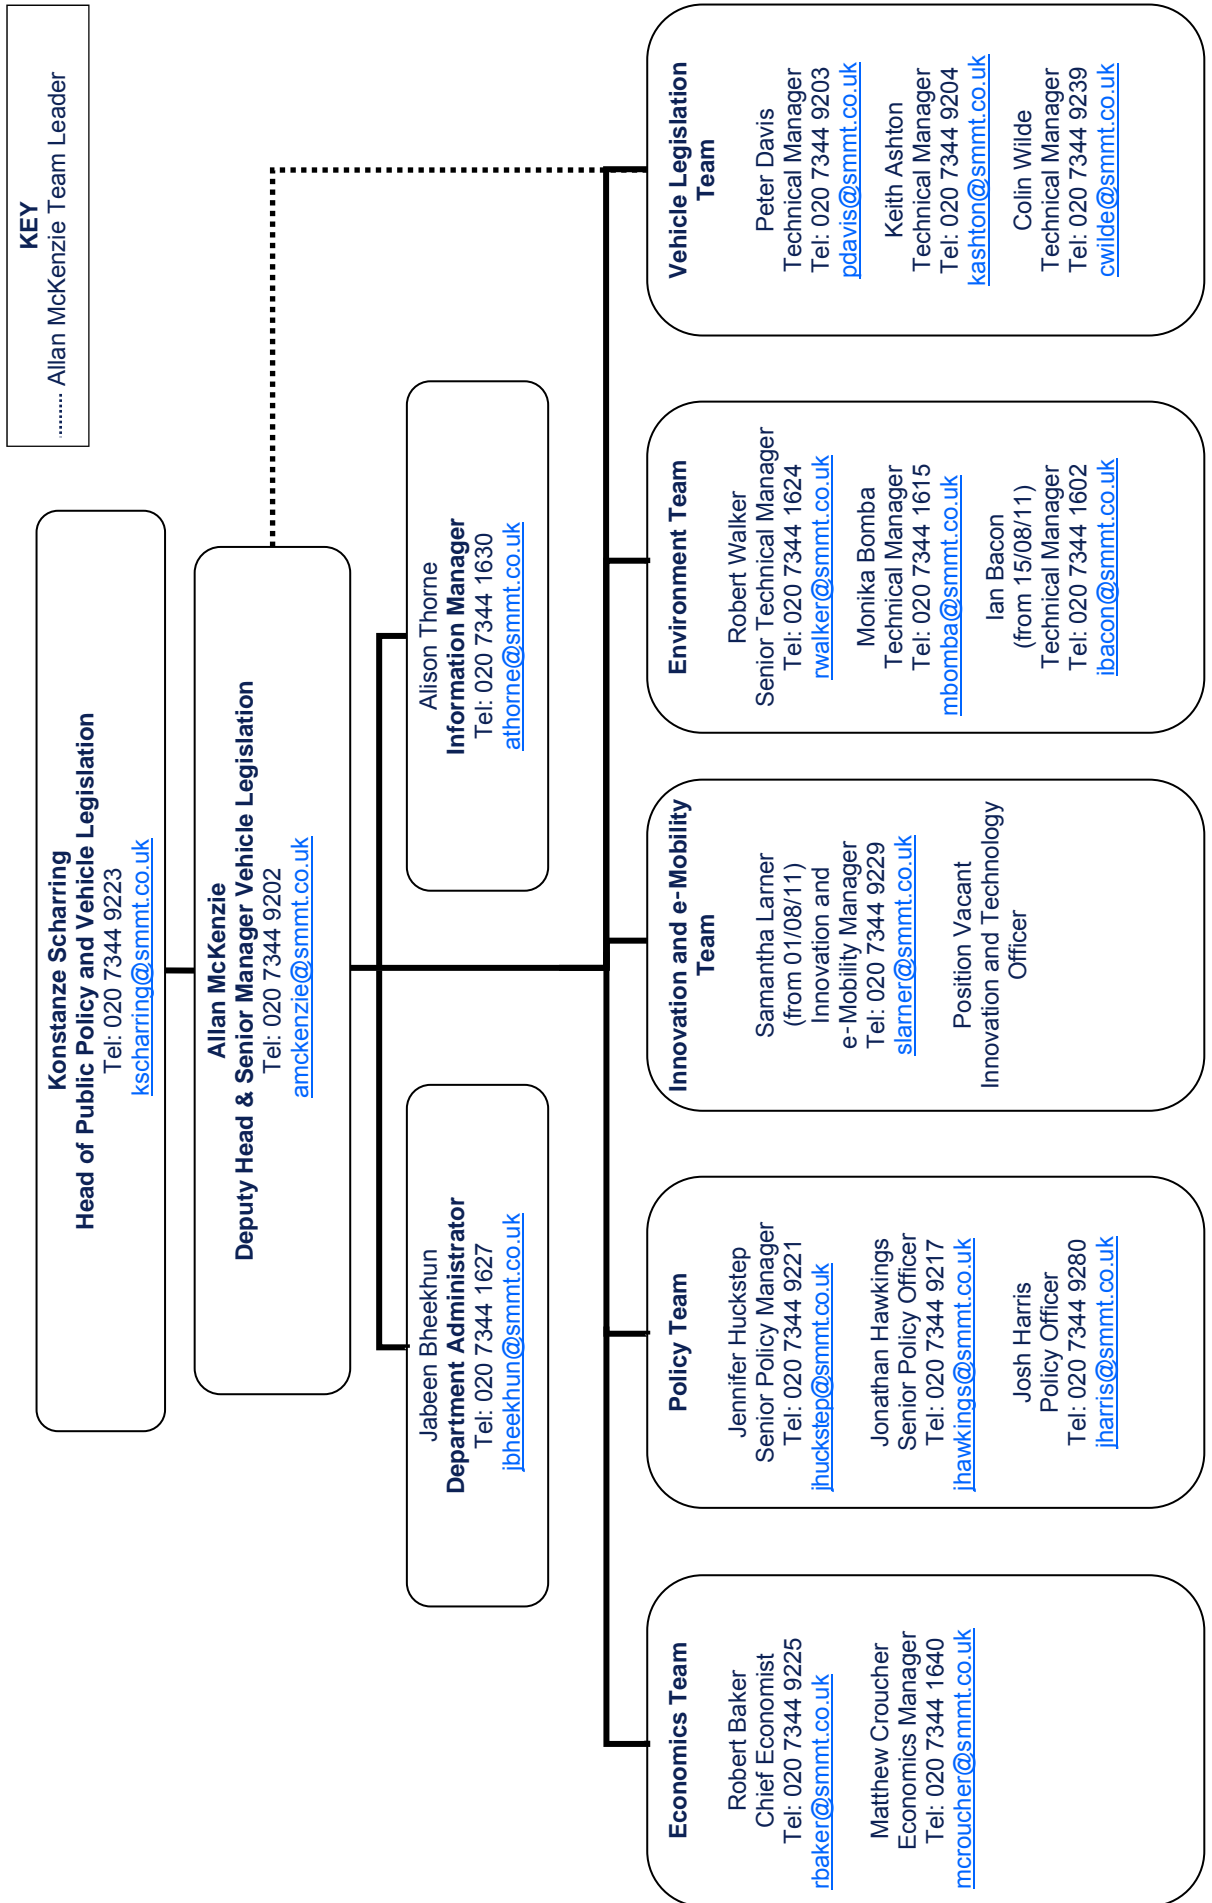 KEY
......... Allan McKenzie Team Leader
Konstanze Scharring
Head of Public Policy and Vehicle Legislation
Tel: 020 7344 9223
kscharring@smmt.co.uk
Allan McKenzie
Deputy Head & Senior Manager Vehicle Legislation
Tel: 020 7344 9202
amckenzie@smmt.co.uk
Jabeen Bheekhun
Department Administrator
Tel: 020 7344 1627
jbheekhun@smmt.co.uk
Alison Thorne
Information Manager
Tel: 020 7344 1630
athorne@smmt.co.uk
Economics Team
Robert Baker
Chief Economist
Tel: 020 7344 9225
rbaker@smmt.co.uk
Matthew Croucher
Economics Manager
Tel: 020 7344 1640
mcroucher@smmt.co.uk
Policy Team
Jennifer Huckstep
Senior Policy Manager
Tel: 020 7344 9221
jhuckstep@smmt.co.uk
Jonathan Hawkings
Senior Policy Officer
Tel: 020 7344 9217
jhawkings@smmt.co.uk
Josh Harris
Policy Officer
Tel: 020 7344 9280
jharris@smmt.co.uk
Innovation and e-Mobility
Team
Samantha Larner
(from 01/08/11)
Innovation and
e-Mobility Manager
Tel: 020 7344 9229
slarner@smmt.co.uk
Position Vacant
Innovation and Technology
Officer
Environment Team
Robert Walker
Senior Technical Manager
Tel: 020 7344 1624
rwalker@smmt.co.uk
Monika Bomba
Technical Manager
Tel: 020 7344 1615
mbomba@smmt.co.uk
Ian Bacon
(from 15/08/11)
Technical Manager
Tel: 020 7344 1602
ibacon@smmt.co.uk
Vehicle Legislation
Team
Peter Davis
Technical Manager
Tel: 020 7344 9203
pdavis@smmt.co.uk
Keith Ashton
Technical Manager
Tel: 020 7344 9204
kashton@smmt.co.uk
Colin Wilde
Technical Manager
Tel: 020 7344 9239
cwilde@smmt.co.uk